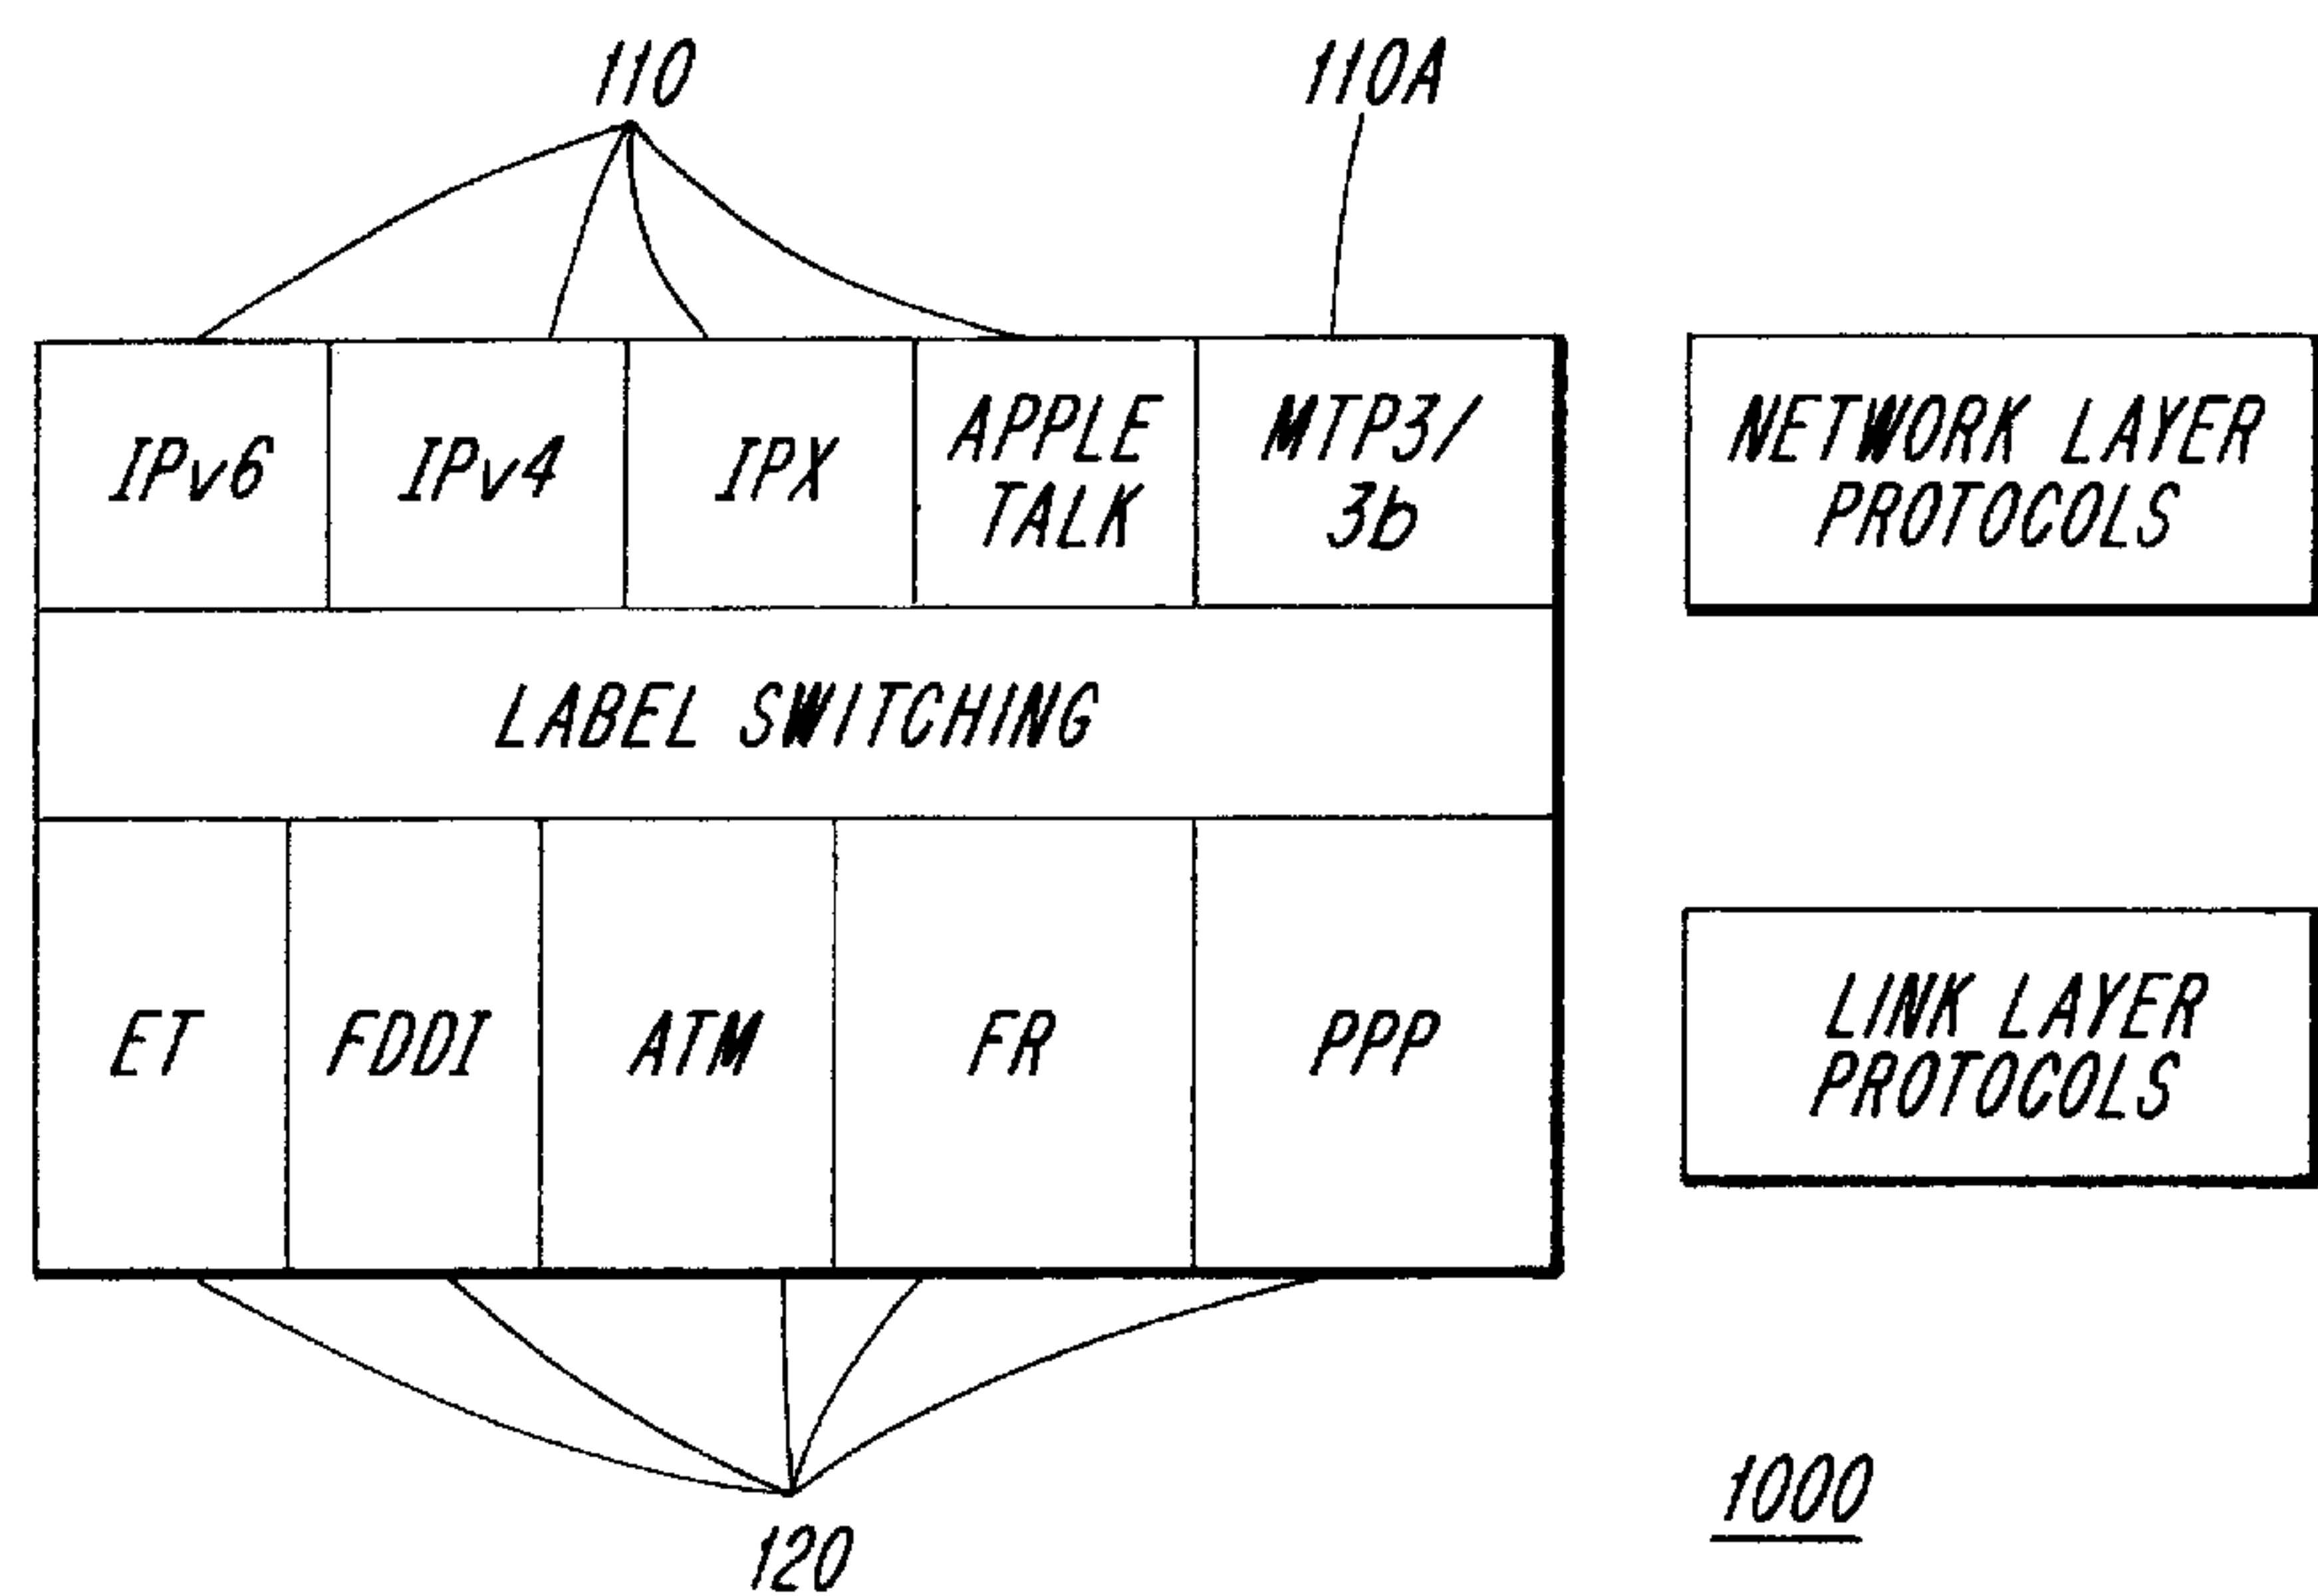 110
110A
IPv6
IPv4
IPX
APPLE
TALK
MTP3/
3b
NETWORK LAYER
PROTOCOLS
LABEL SWITCHING
ET
FDDI
ATM
FR
PPP
LINK LAYER
PROTOCOLS
120
1000